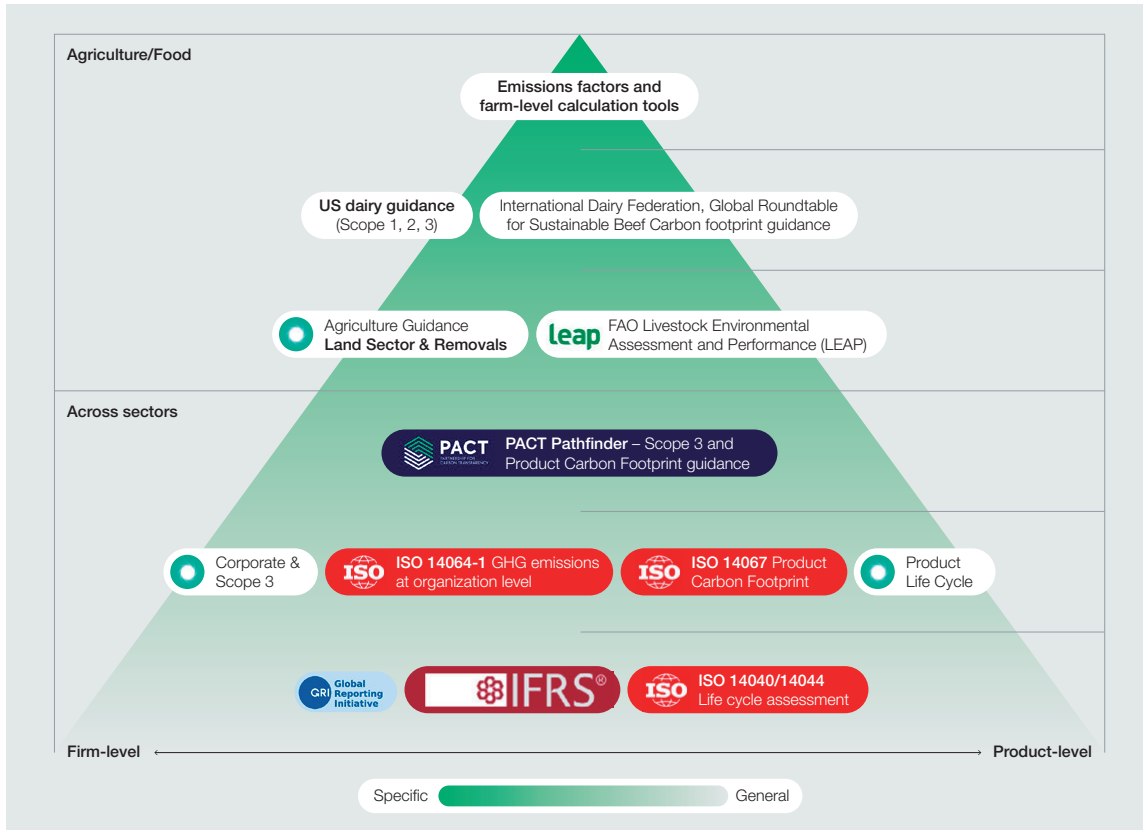 Agriculture/Food
Emissions factors and
farm-level calculation tools
US dairy guidance
(Scope 1, 2, 3)
International Dairy Federation, Global Roundtable
for Sustainable Beef Carbon footprint guidance
Agriculture Guidance
Land Sector & Removals
leap
FAO Livestock Environmental
Assessment and Performance (LEAP)
Across sectors
PACT
PARTNERSHIP FOR
CARBON TRANSPARENCY
PACT Pathfinder – Scope 3 and
Product Carbon Footprint guidance
Corporate &
Scope 3
ISO
ISO 14064-1 GHG emissions
at organization level
ISO
ISO 14067 Product
Carbon Footprint
Product
Life Cycle
GRI
Global
Reporting
Initiative
IFRS®
ISO
ISO 14040/14044
Life cycle assessment
Firm-level
Product-level
Specific
General